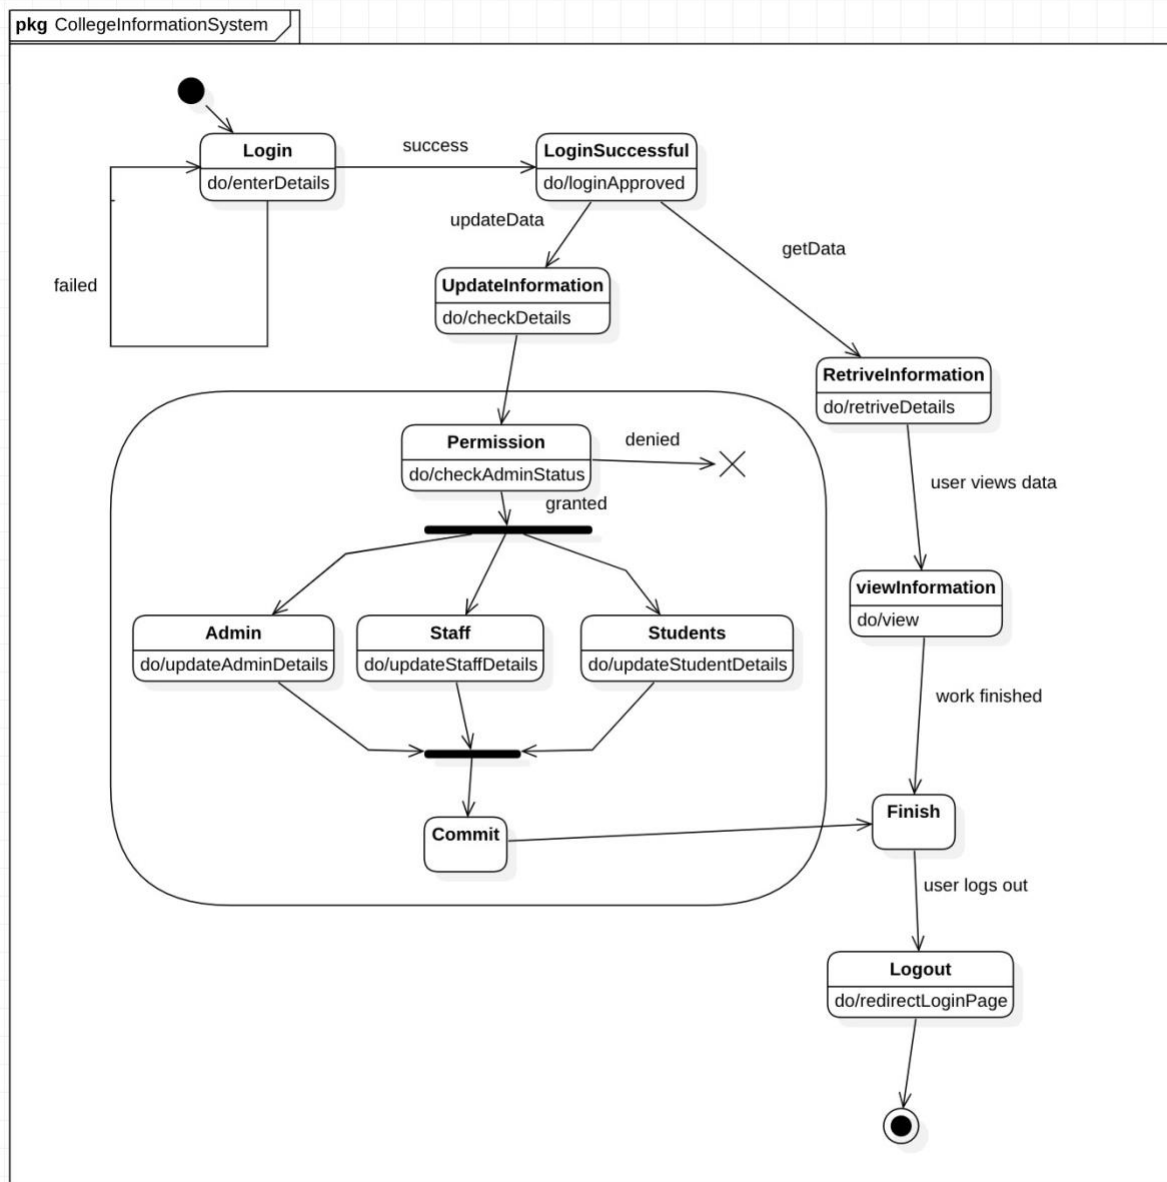 pkg CollegeInformationSystem
Login
do/enterDetails
success
LoginSuccessful
do/loginApproved
updateData
getData
failed
UpdateInformation
do/checkDetails
RetriveInformation
do/retriveDetails
Permission
do/checkAdminStatus
denied
granted
user views data
viewInformation
do/view
Admin
do/updateAdminDetails
Staff
do/updateStaffDetails
Students
do/updateStudentDetails
work finished
Commit
Finish
user logs out
Logout
do/redirectLoginPage